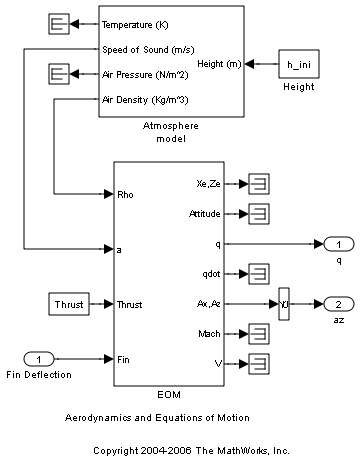 Temperature (K)
Speed of Sound (m/s)
Air Pressure (N/m^2)
Air Density (Kg/m^3)
Height (m)
h_ini
Height
Atmosphere
model
Rho
a
Thrust
Thrust
Fin
1
Fin Deflection
Xe,Ze
Attitude
q
qdot
Ax,Az
Mach
V
1
q
2
az
EOM
Aerodynamics and Equations of Motion
Copyright 2004-2006 The MathWorks, Inc.